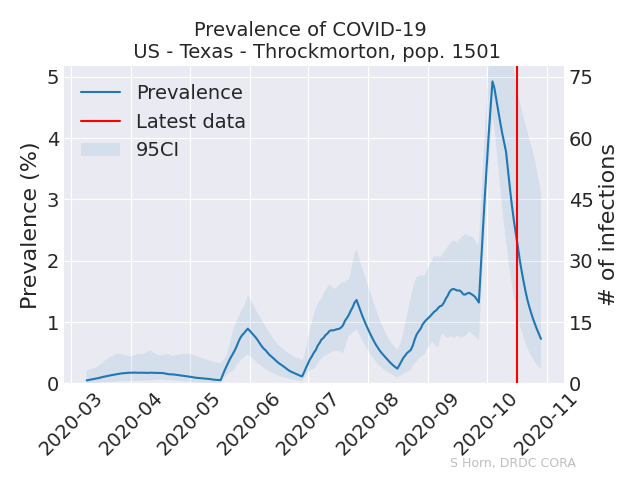 Prevalence of COVID-19
US - Texas - Throckmorton, pop. 1501
Prevalence
Latest data
95CI
Prevalence (%)
5
4
3
2
1
0
# of infections
75
60
45
30
15
0
2020-03
2020-04
2020-05
2020-06
2020-07
2020-08
2020-09
2020-10
2020-11
S Horn, DRDC CORA